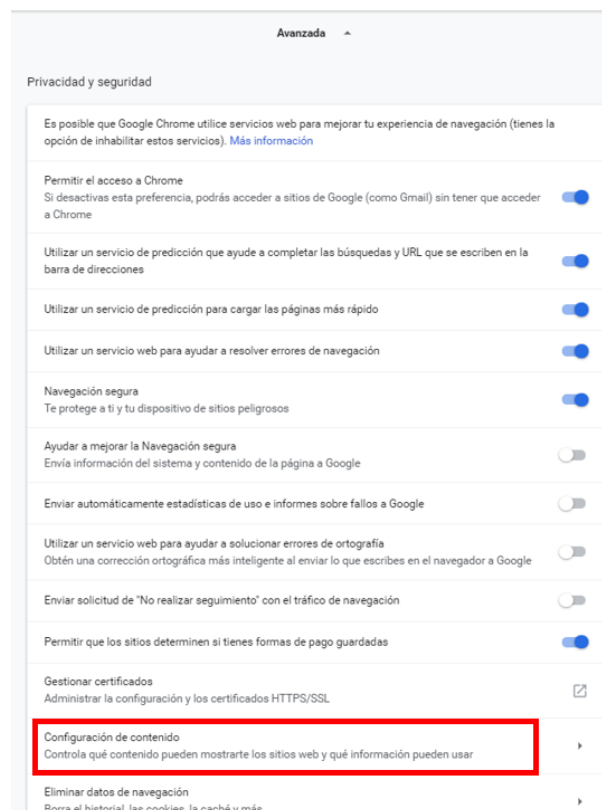 Avanzada
Privacidad y seguridad
Es posible que Google Chrome utilice servicios web para mejorar tu experiencia de navegación (tienes la
opción de inhabilitar estos servicios). Más información
Permitir el acceso a Chrome
Si desactivas esta preferencia, podrás acceder a sitios de Google (como Gmail) sin tener que acceder
a Chrome
Utilizar un servicio de predicción que ayude a completar las búsquedas y URL que se escriben en la
barra de direcciones
Utilizar un servicio de predicción para cargar las páginas más rápido
Utilizar un servicio web para ayudar a resolver errores de navegación
Navegación segura
Te protege a ti y tu dispositivo de sitios peligrosos
Ayudar a mejorar la Navegación segura
Envía información del sistema y contenido de la página a Google
Enviar automáticamente estadísticas de uso e informes sobre fallos a Google
Utilizar un servicio web para ayudar a solucionar errores de ortografía
Obtén una corrección ortográfica más inteligente al enviar lo que escribes en el navegador a Google
Enviar solicitud de "No realizar seguimiento" con el tráfico de navegación
Permitir que los sitios determinen si tienes formas de pago guardadas
Gestionar certificados
Administrar la configuración y los certificados HTTPS/SSL
Configuración de contenido
Controla qué contenido pueden mostrarte los sitios web y qué información pueden usar
Eliminar datos de navegación
Borra el historial, las cookies, la caché y más